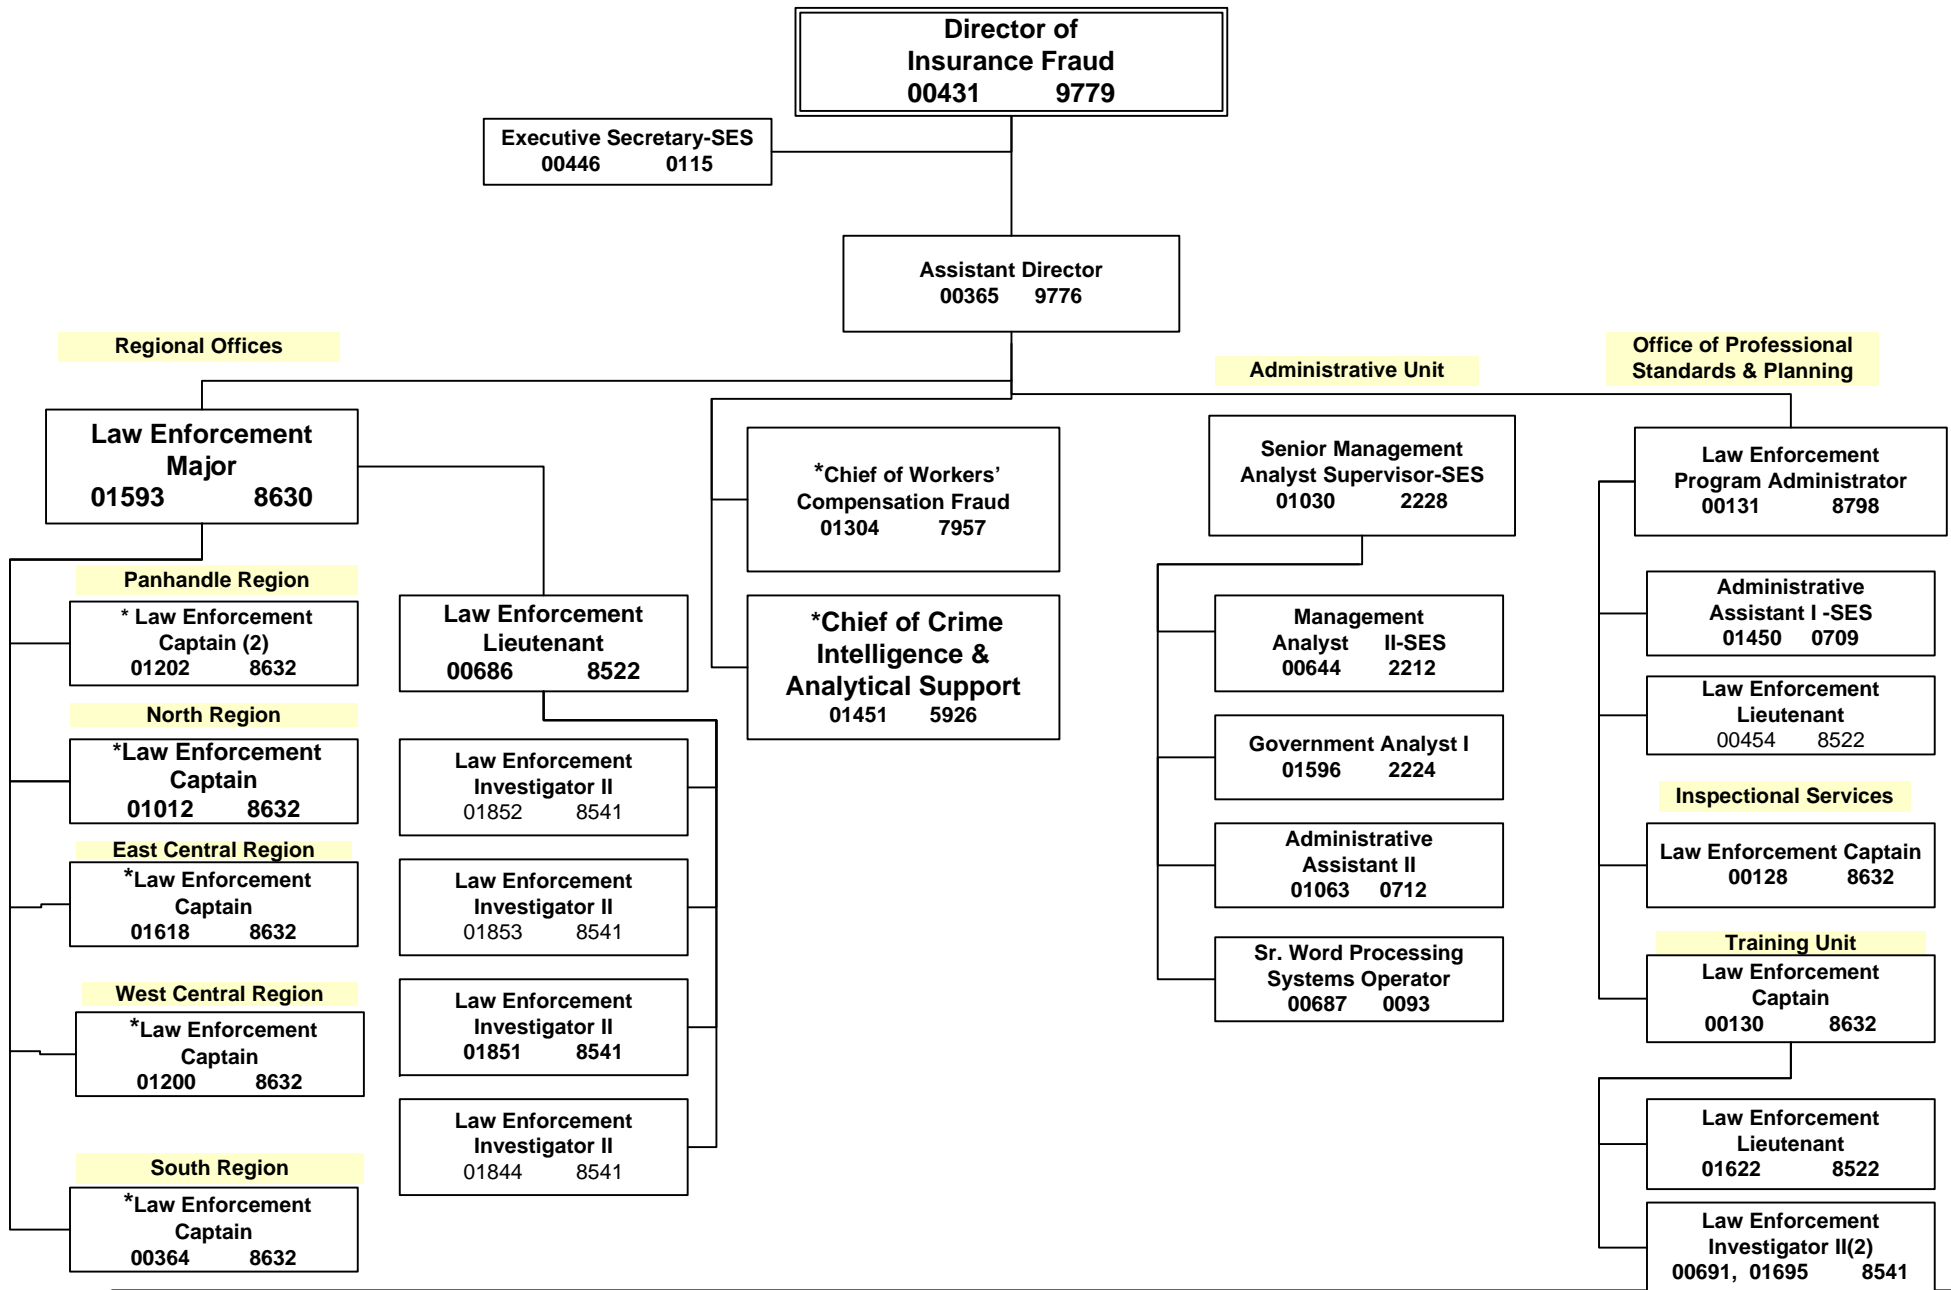 Director of
Insurance Fraud
00431 9779
Executive Secretary-SES
00446 0115
Assistant Director
00365 9776
Regional Offices
Law Enforcement
Major
01593 8630
Panhandle Region
* Law Enforcement
Captain (2)
01202 8632
North Region
*Law Enforcement
Captain
01012 8632
East Central Region
*Law Enforcement
Captain
01618 8632
West Central Region
*Law Enforcement
Captain
01200 8632
South Region
*Law Enforcement
Captain
00364 8632
Law Enforcement
Lieutenant
00686 8522
Law Enforcement
Investigator II
01852 8541
Law Enforcement
Investigator II
01853 8541
Law Enforcement
Investigator II
01851 8541
Law Enforcement
Investigator II
01844 8541
*Chief of Workers’
Compensation Fraud
01304 7957
*Chief of Crime
Intelligence &
Analytical Support
01451 5926
Administrative Unit
Senior Management
Analyst Supervisor-SES
01030 2228
Management
Analyst II-SES
00644 2212
Government Analyst I
01596 2224
Administrative
Assistant II
01063 0712
Sr. Word Processing
Systems Operator
00687 0093
Office of Professional
Standards & Planning
Law Enforcement
Program Administrator
00131 8798
Administrative
Assistant I -SES
01450 0709
Law Enforcement
Lieutenant
00454 8522
Inspectional Services
Law Enforcement Captain
00128 8632
Training Unit
Law Enforcement
Captain
00130 8632
Law Enforcement
Lieutenant
01622 8522
Law Enforcement
Investigator II(2)
00691, 01695 8541